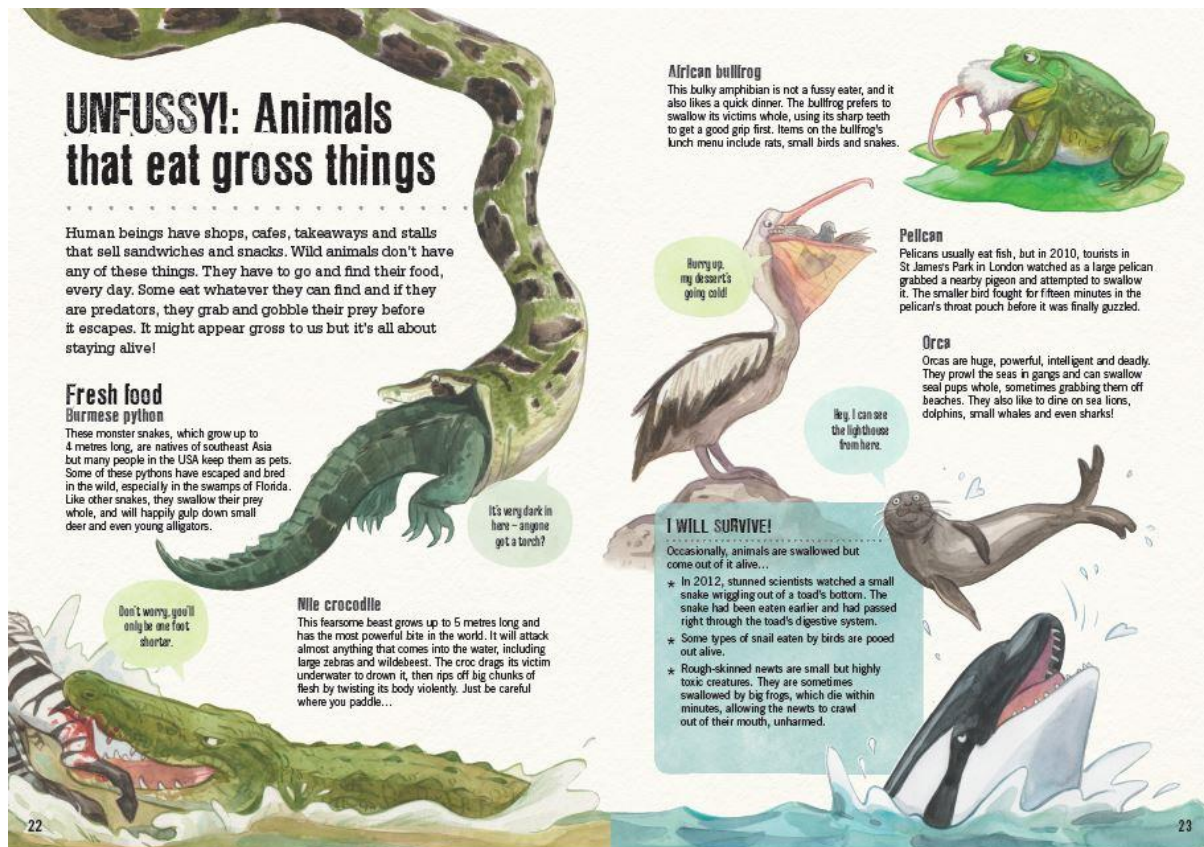 UNFUSSY!: Animals
that eat gross things
Human beings have shops, cafes, takeaways and stalls
that sell sandwiches and snacks. Wild animals don't have
any of these things. They have to go and find their food,
every day. Some eat whatever they can find and if they
are predators, they grab and gobble their prey before
it escapes. It might appear gross to us but it's all about
staying alive!
Fresh food
Burmese python
These monster snakes, which grow up to
4 metres long, are natives of southeast Asia
but many people in the USA keep them as pets.
Some of these pythons have escaped and bred
in the wild, especially in the swamps of Florida.
Like other snakes, they swallow their prey
whole, and will happily gulp down small
deer and even young alligators.
It's very dark in
here – anyone
got a torch?
Don't worry, you'll
only be one foot
shorter.
Nile crocodile
This fearsome beast grows up to 5 metres long and
has the most powerful bite in the world. It will attack
almost anything that comes into the water, including
large zebras and wildebeest. The croc drags its victim
underwater to drown it, then rips off big chunks of
flesh by twisting its body violently. Just be careful
where you paddle...
22
African bullfrog
This bulky amphibian is not a fussy eater, and it
also likes a quick dinner. The bullfrog prefers to
swallow its victims whole, using its sharp teeth
to get a good grip first. Items on the bullfrog's
lunch menu include rats, small birds and snakes.
Hurry up,
my dessert's
going cold!
Pelican
Pelicans usually eat fish, but in 2010, tourists in
St James's Park in London watched as a large pelican
grabbed a nearby pigeon and attempted to swallow
it. The smaller bird fought for fifteen minutes in the
pelican's throat pouch before it was finally guzzled.
Orca
Orcas are huge, powerful, intelligent and deadly.
They prowl the seas in gangs and can swallow
seal pups whole, sometimes grabbing them off
beaches. They also like to dine on sea lions,
dolphins, small whales and even sharks!
Hey, I can see
the lighthouse
from here.
I WILL SURVIVE!
Occasionally, animals are swallowed but
come out of it alive...
* In 2012, stunned scientists watched a small
snake wriggling out of a toad's bottom. The
snake had been eaten earlier and had passed
right through the toad's digestive system.
* Some types of snail eaten by birds are pooed
out alive.
* Rough-skinned newts are small but highly
toxic creatures. They are sometimes
swallowed by big frogs, which die within
minutes, allowing the newts to crawl
out of their mouth, unharmed.
23